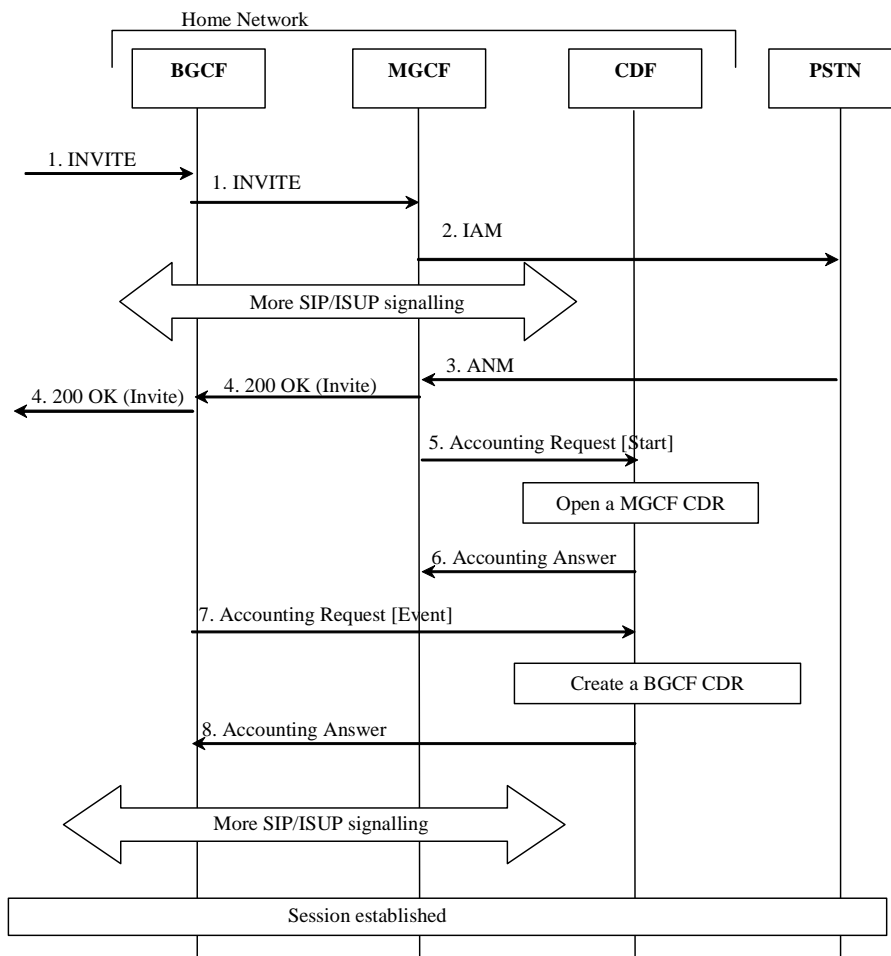 Home Network
BGCF
MGCF
CDF
PSTN
1. INVITE
1. INVITE
2. IAM
More SIP/ISUP signalling
3. ANM
4. 200 OK (Invite)
4. 200 OK (Invite)
5. Accounting Request [Start]
Open a MGCF CDR
6. Accounting Answer
7. Accounting Request [Event]
Create a BGCF CDR
8. Accounting Answer
More SIP/ISUP signalling
Session established